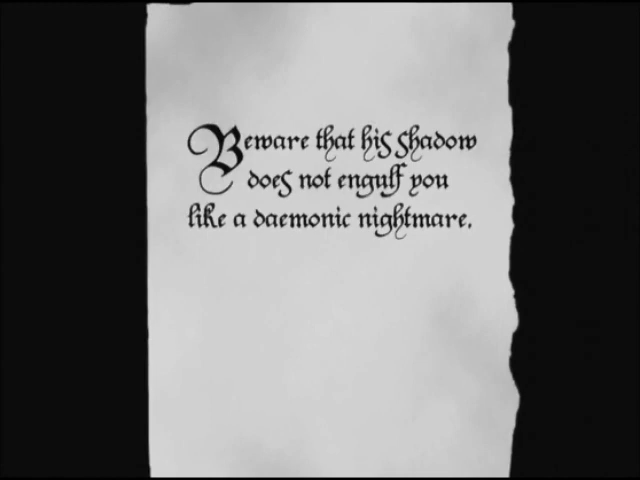 Beware that his shadow
does not engulf you
like a daemonic nightmare.